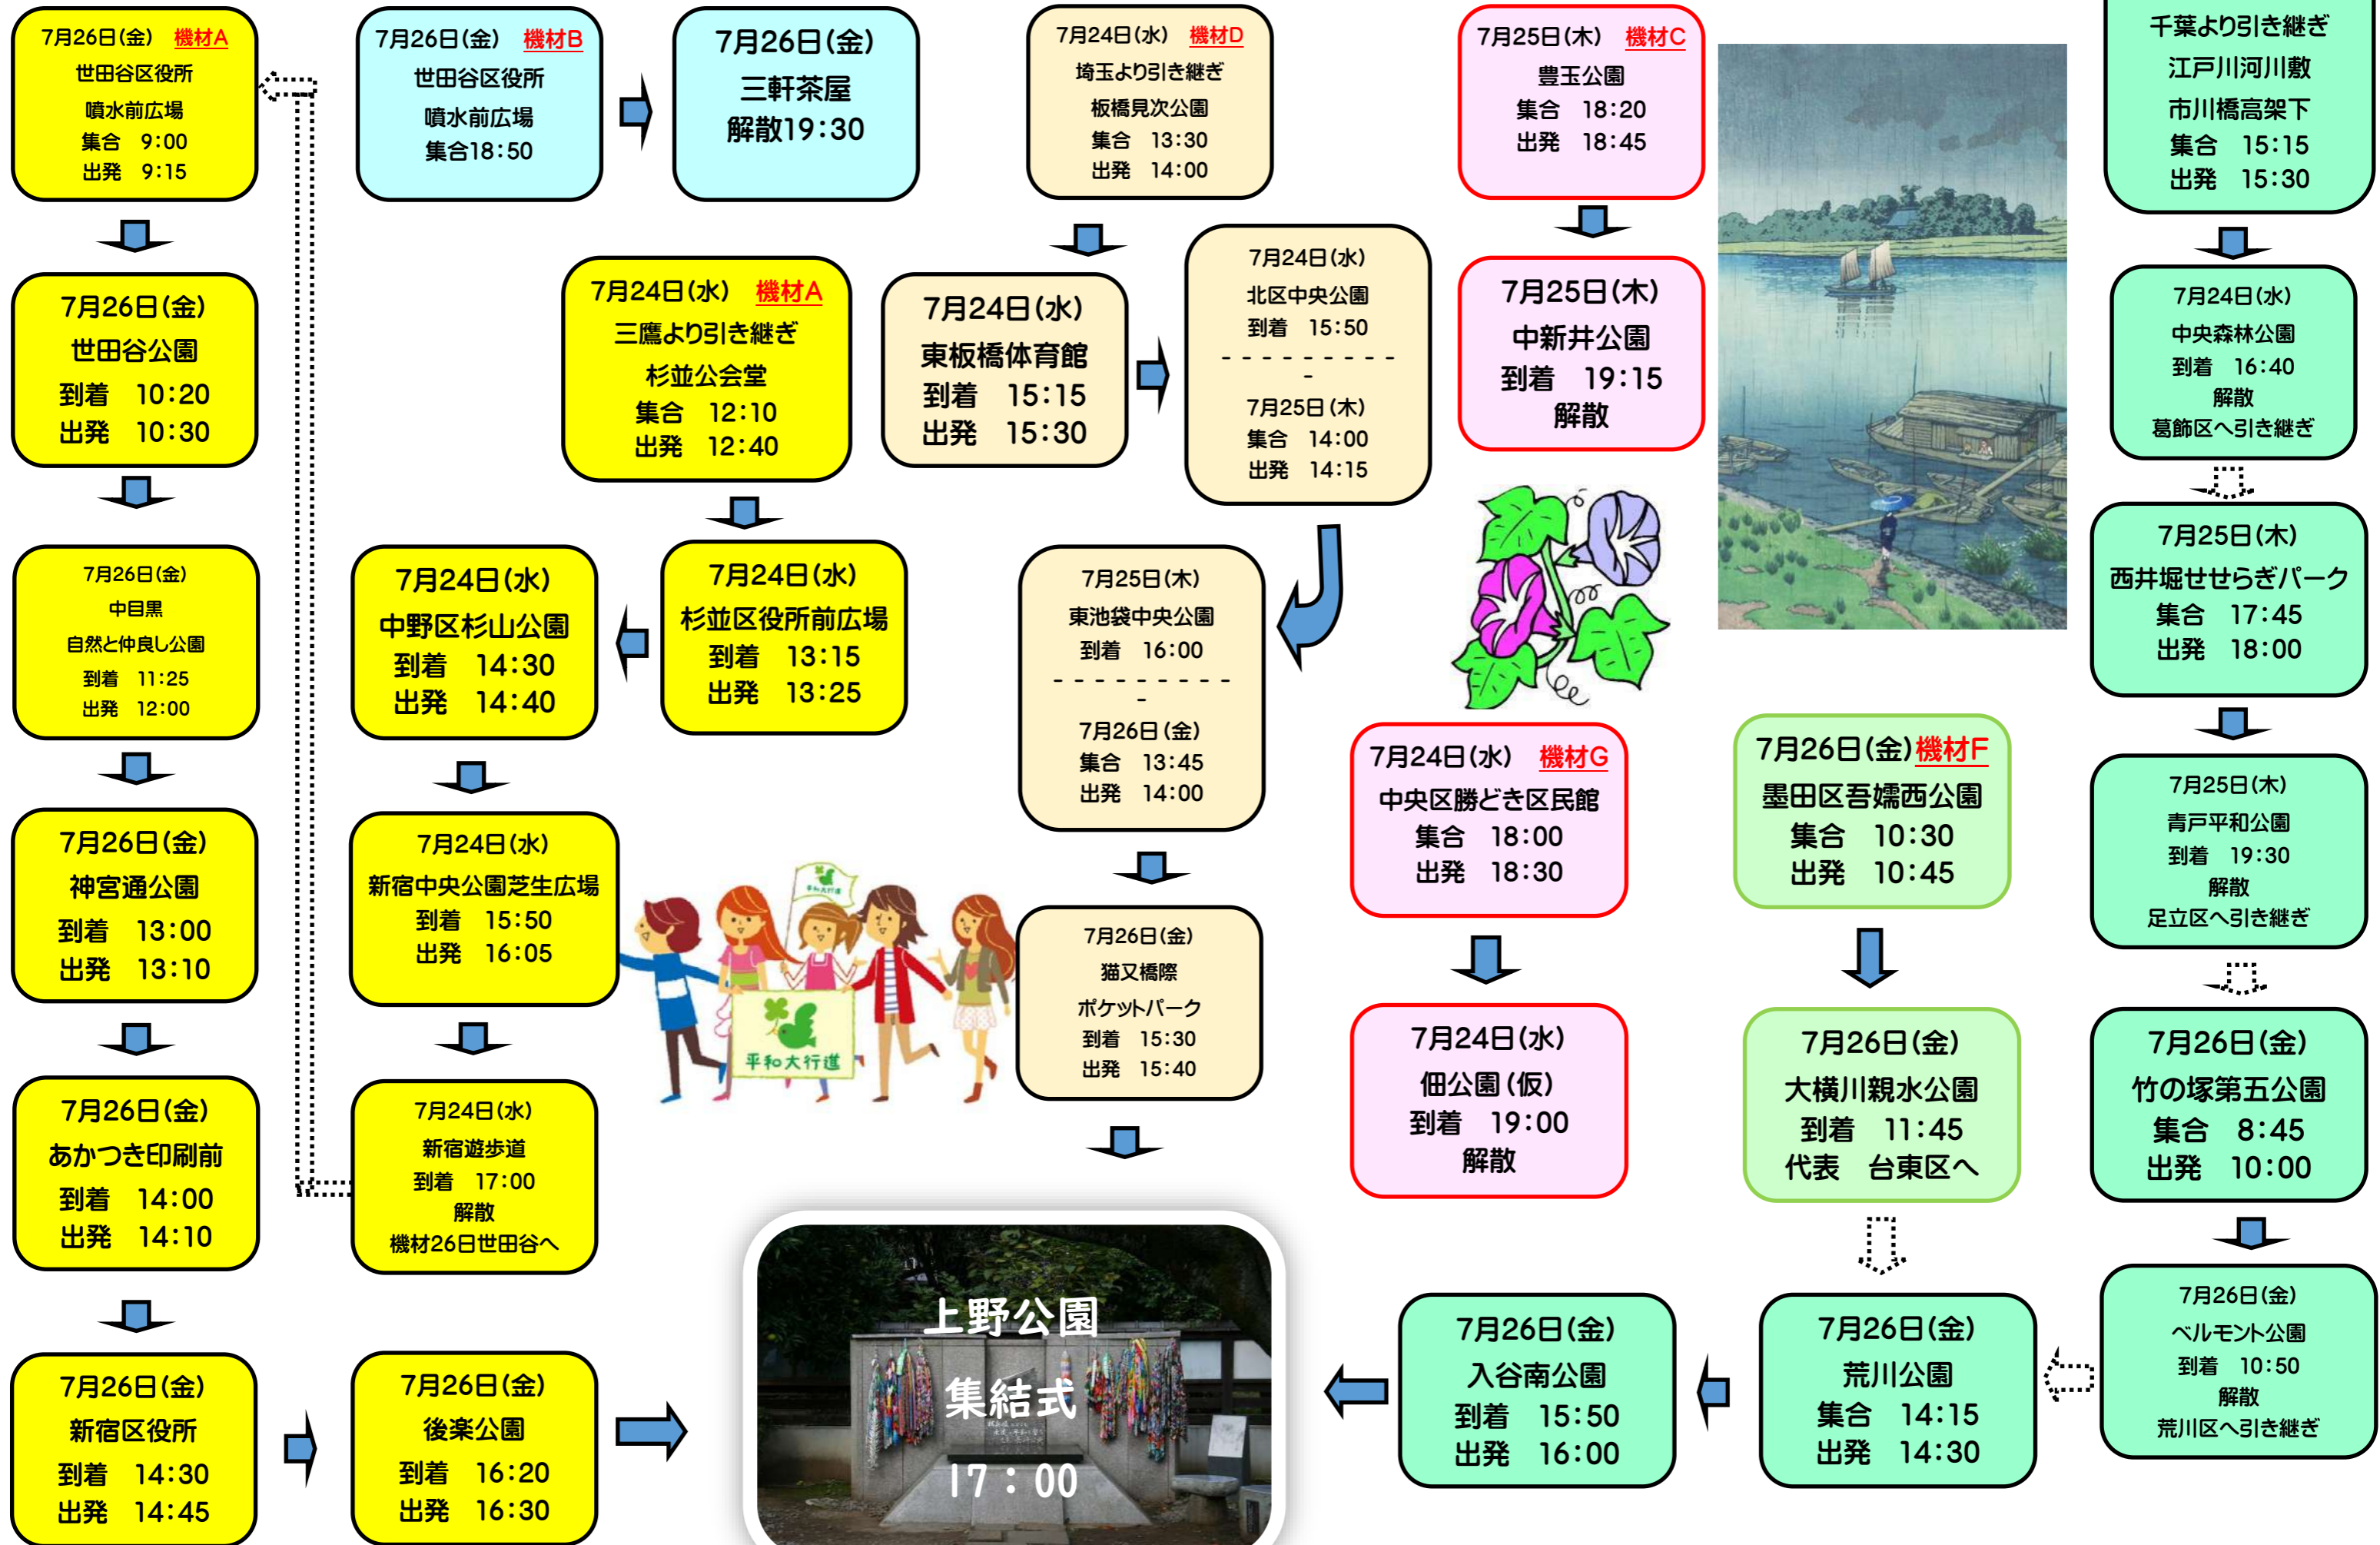 7月26日(金) 機材A
世田谷区役所
噴水前広場
集合 9:00
出発 9:15
7月26日(金)
世田谷公園
到着 10:20
出発 10:30
7月26日(金)
中目黒
自然と仲良し公園
到着 11:25
出発 12:00
7月26日(金)
神宮通公園
到着 13:00
出発 13:10
7月26日(金)
あかつき印刷前
到着 14:00
出発 14:10
7月26日(金)
新宿区役所
到着 14:30
出発 14:45
7月26日(金)
後楽公園
到着 16:20
出発 16:30
7月26日(金) 機材B
世田谷区役所
噴水前広場
集合18:50
7月26日(金)
三軒茶屋
解散19:30
7月24日(水) 機材A
三鷹より引き継ぎ
杉並公会堂
集合 12:10
出発 12:40
7月24日(水)
杉並区役所前広場
到着 13:15
出発 13:25
7月24日(水)
中野区杉山公園
到着 14:30
出発 14:40
7月24日(水)
新宿中央公園芝生広場
到着 15:50
出発 16:05
7月24日(水)
新宿遊歩道
到着 17:00
解散
機材26日世田谷へ
7月24日(水) 機材D
埼玉より引き継ぎ
板橋見次公園
集合 13:30
出発 14:00
7月24日(水)
東板橋体育館
到着 15:15
出発 15:30
7月24日(水)
北区中央公園
到着 15:50
- - - - - - - - -
-
7月25日(木)
集合 14:00
出発 14:15
7月25日(木)
東池袋中央公園
到着 16:00
- - - - - - - - -
-
7月26日(金)
集合 13:45
出発 14:00
7月26日(金)
猫又橋際
ポケットパーク
到着 15:30
出発 15:40
平和大行進
平和大行進
上野公園
集結式
17:00
7月25日(木) 機材C
豊玉公園
集合 18:20
出発 18:45
7月25日(木)
中新井公園
到着 19:15
解散
7月24日(水) 機材G
中央区勝どき区民館
集合 18:00
出発 18:30
7月24日(水)
佃公園(仮)
到着 19:00
解散
7月26日(金)機材F
墨田区吾嬬西公園
集合 10:30
出発 10:45
7月26日(金)
大横川親水公園
到着 11:45
代表 台東区へ
千葉より引き継ぎ
江戸川河川敷
市川橋高架下
集合 15:15
出発 15:30
7月24日(水)
中央森林公園
到着 16:40
解散
葛飾区へ引き継ぎ
7月25日(木)
西井堀せせらぎパーク
集合 17:45
出発 18:00
7月25日(木)
青戸平和公園
到着 19:30
解散
足立区へ引き継ぎ
7月26日(金)
竹の塚第五公園
集合 8:45
出発 10:00
7月26日(金)
ベルモント公園
到着 10:50
解散
荒川区へ引き継ぎ
7月26日(金)
荒川公園
集合 14:15
出発 14:30
7月26日(金)
入谷南公園
到着 15:50
出発 16:00